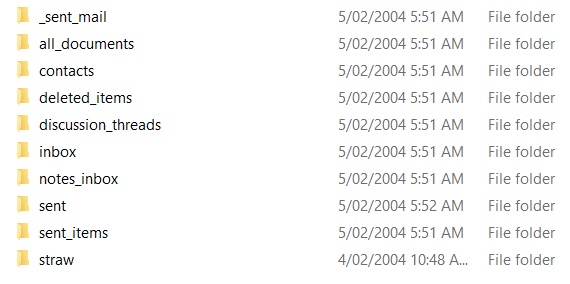 _sent_mail 5/02/2004 5:51 AM File folder
all_documents 5/02/2004 5:51 AM File folder
contacts 5/02/2004 5:51 AM File folder
deleted_items 5/02/2004 5:51 AM File folder
discussion_threads 5/02/2004 5:51 AM File folder
inbox 5/02/2004 5:51 AM File folder
notes_inbox 5/02/2004 5:51 AM File folder
sent 5/02/2004 5:52 AM File folder
sent_items 5/02/2004 5:51 AM File folder
straw 4/02/2004 10:48 A... File folder